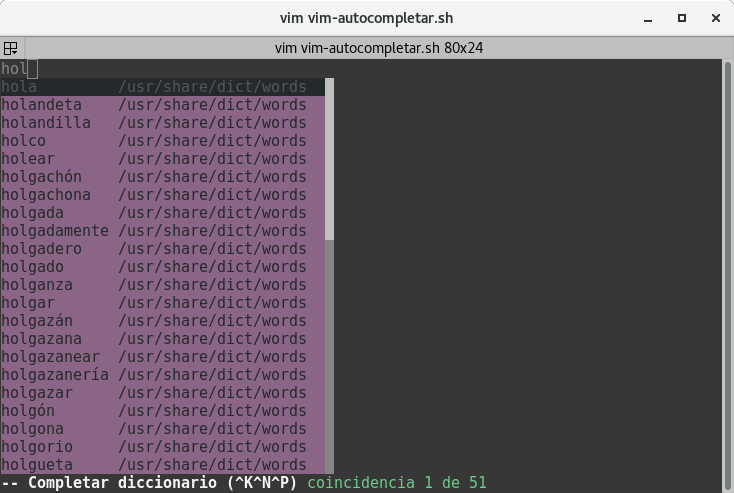 vim vim-autocompletar.sh
vim vim-autocompletar.sh 80x24
hol
hola /usr/share/dict/words
holandeta /usr/share/dict/words
holandilla /usr/share/dict/words
holco /usr/share/dict/words
holear /usr/share/dict/words
holgachón /usr/share/dict/words
holgachona /usr/share/dict/words
holgada /usr/share/dict/words
holgadamente /usr/share/dict/words
holgadero /usr/share/dict/words
holgado /usr/share/dict/words
holganza /usr/share/dict/words
holgar /usr/share/dict/words
holgazán /usr/share/dict/words
holgazana /usr/share/dict/words
holgazanear /usr/share/dict/words
holgazanería /usr/share/dict/words
holgazar /usr/share/dict/words
holgón /usr/share/dict/words
holgona /usr/share/dict/words
holgorio /usr/share/dict/words
holgueta /usr/share/dict/words
-- Completar diccionario (^K^N^P) coincidencia 1 de 51